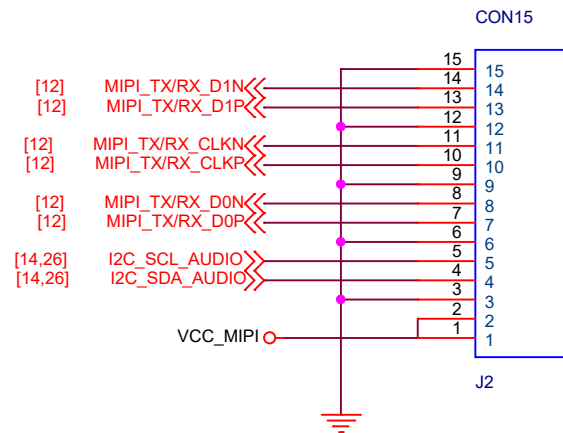 CON15
15 15
[12] MIPI_TX/RX_D1N 14 14
[12] MIPI_TX/RX_D1P 13 13
12 12
[12] MIPI_TX/RX_CLKN 11 11
[12] MIPI_TX/RX_CLKP 10 10
9 9
[12] MIPI_TX/RX_D0N 8 8
[12] MIPI_TX/RX_D0P 7 7
6 6
[14,26] I2C_SCL_AUDIO 5 5
[14,26] I2C_SDA_AUDIO 4 4
3 3
2 2
VCC_MIPI 1 1
J2